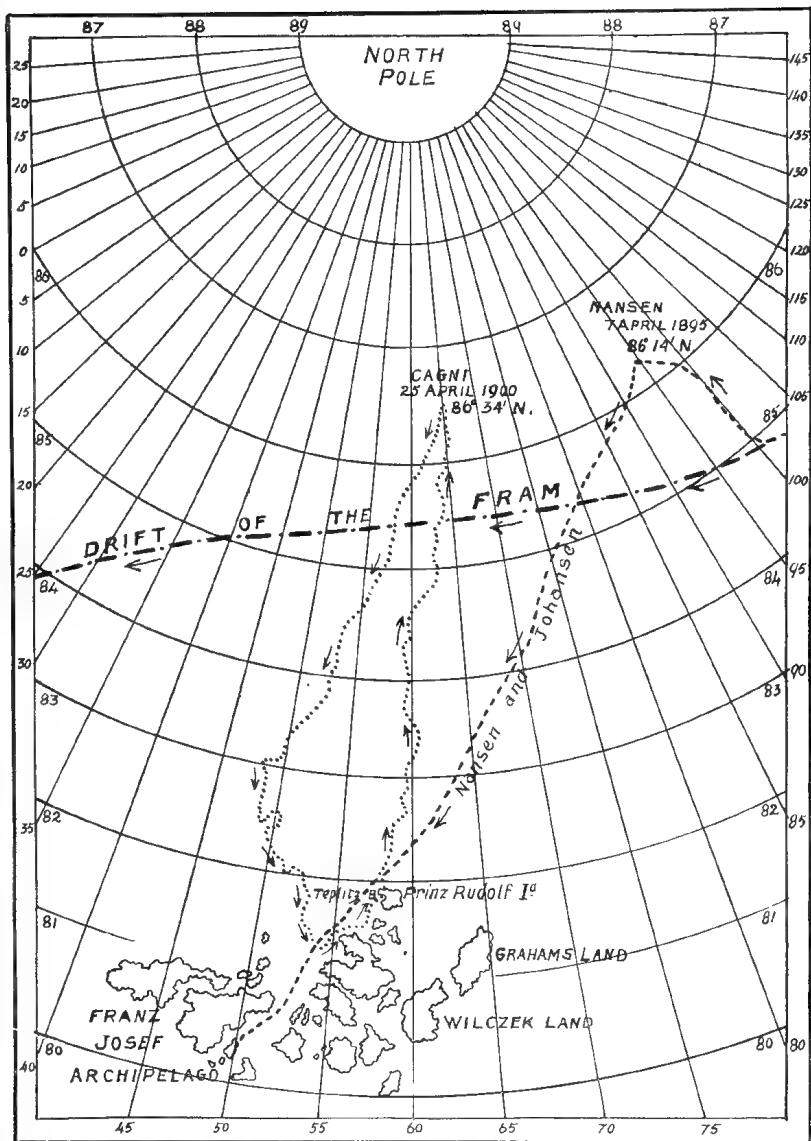 87 88 89 89 88 87
NORTH
POLE
25
20
15
10
5
0
5
10
15
20
25
30
35
40
145
140
135
130
125
120
116
110
105
100
95
90
85
80
86
86
NANSEN
7 APRIL 1895
86° 14' N
CAGNI
25 APRIL 1900
86° 34' N.
85
85
DRIFT OF THE FRAM
84
84
Nansen and Johansen
83
83
82
82
Teplitz B. Prinz Rudolf Id
81
81
GRAHAMS LAND
FRANZ
JOSEF
ARCHIPELAGO
WILCZEK LAND
80
80
45 50 55 60 65 70 75